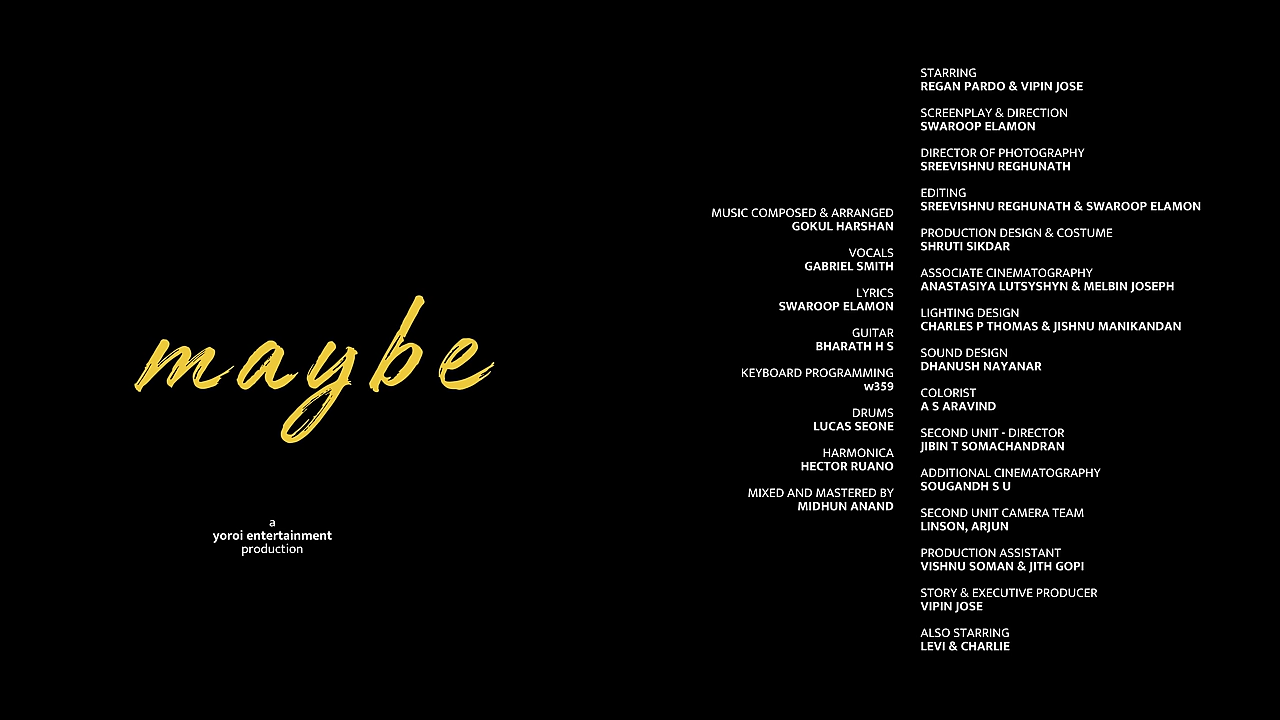 maybe
a
yoroi entertainment
production
MUSIC COMPOSED & ARRANGED
GOKUL HARSHAN
VOCALS
GABRIEL SMITH
LYRICS
SWAROOP ELAMON
GUITAR
BHARATH H S
KEYBOARD PROGRAMMING
w359
DRUMS
LUCAS SEONE
HARMONICA
HECTOR RUANO
MIXED AND MASTERED BY
MIDHUN ANAND
STARRING
REGAN PARDO & VIPIN JOSE
SCREENPLAY & DIRECTION
SWAROOP ELAMON
DIRECTOR OF PHOTOGRAPHY
SREEVISHNU REGHUNATH
EDITING
SREEVISHNU REGHUNATH & SWAROOP ELAMON
PRODUCTION DESIGN & COSTUME
SHRUTI SIKDAR
ASSOCIATE CINEMATOGRAPHY
ANASTASIYA LUTSYSHYN & MELBIN JOSEPH
LIGHTING DESIGN
CHARLES P THOMAS & JISHNU MANIKANDAN
SOUND DESIGN
DHANUSH NAYANAR
COLORIST
A S ARAVIND
SECOND UNIT - DIRECTOR
JIBIN T SOMACHANDRAN
ADDITIONAL CINEMATOGRAPHY
SOUGANDH S U
SECOND UNIT CAMERA TEAM
LINSON, ARJUN
PRODUCTION ASSISTANT
VISHNU SOMAN & JITH GOPI
STORY & EXECUTIVE PRODUCER
VIPIN JOSE
ALSO STARRING
LEVI & CHARLIE